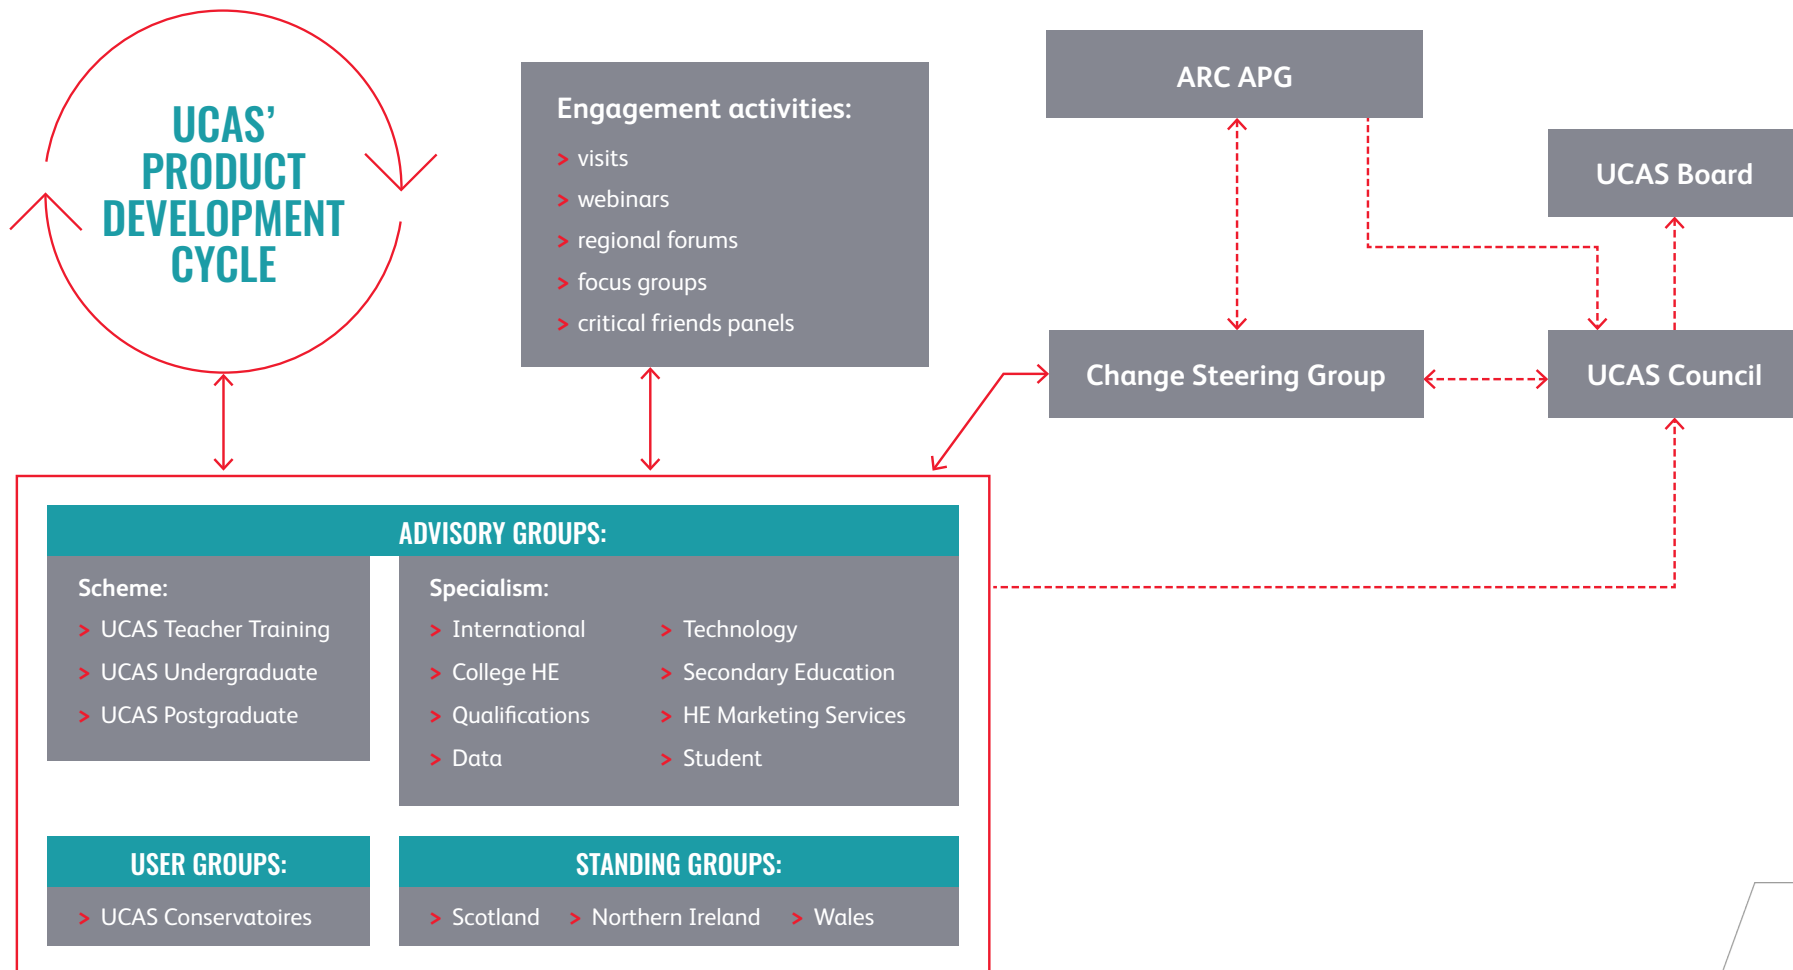 UCAS’
PRODUCT
DEVELOPMENT
CYCLE
Engagement activities:
> visits
> webinars
> regional forums
> focus groups
> critical friends panels
ARC APG
UCAS Board
Change Steering Group
UCAS Council
ADVISORY GROUPS:
Scheme:
> UCAS Teacher Training
> UCAS Undergraduate
> UCAS Postgraduate
Specialism:
> International
> College HE
> Qualifications
> Data
> Technology
> Secondary Education
> HE Marketing Services
> Student
USER GROUPS:
> UCAS Conservatoires
STANDING GROUPS:
> Scotland > Northern Ireland > Wales